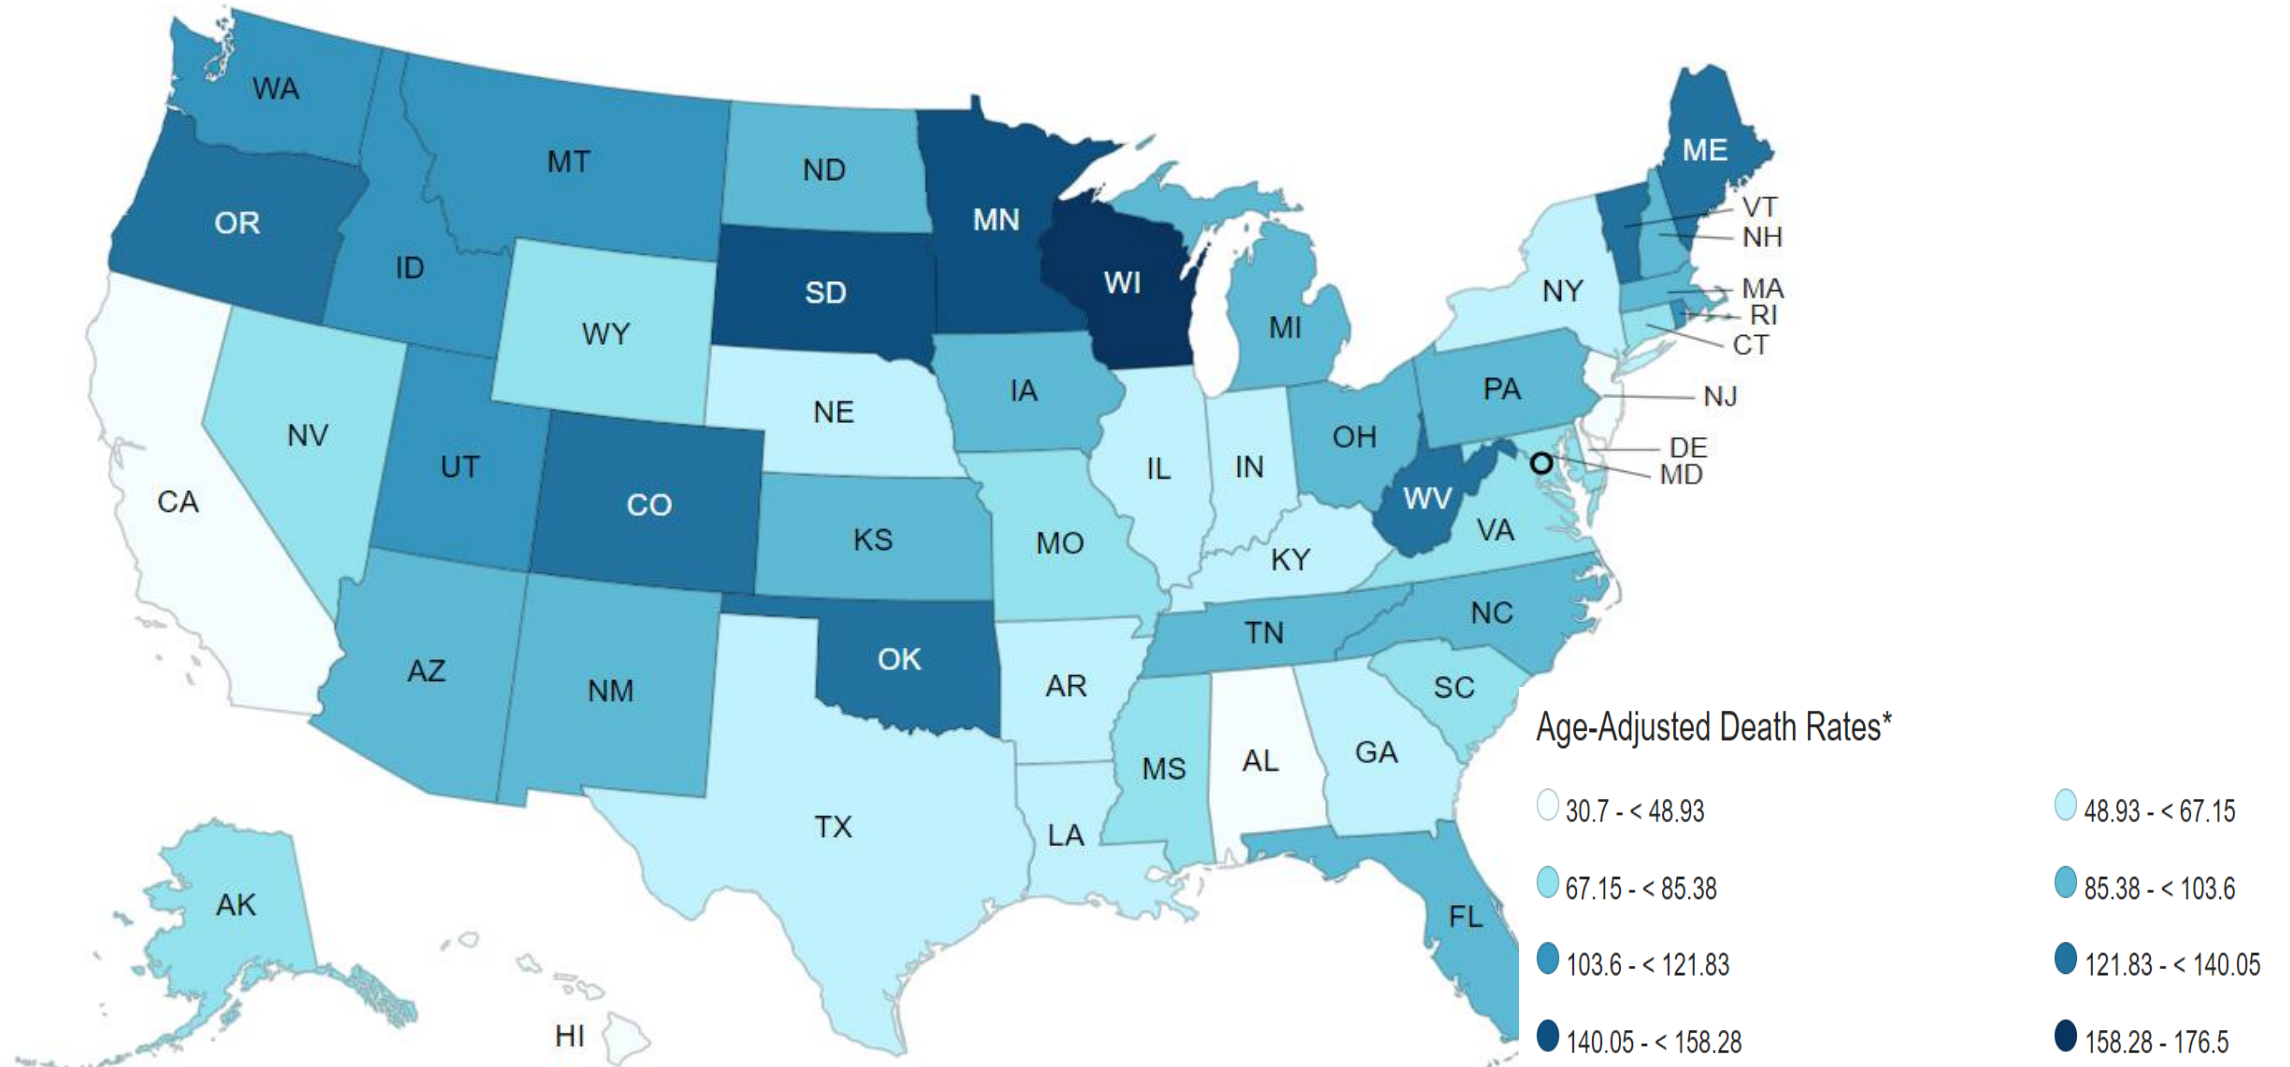 WA
MT
ND
MN
ME
OR
ID
SD
WI
VT
NH
WY
MI
NY
MA
RI
CT
NE
IA
PA
NJ
NV
UT
CO
KS
MO
IL
IN
OH
WV
DE
MD
CA
VA
KY
AZ
NM
OK
AR
TN
NC
SC
TX
LA
MS
AL
GA
FL
AK
HI
Age-Adjusted Death Rates*
30.7 - < 48.93
48.93 - < 67.15
67.15 - < 85.38
85.38 - < 103.6
103.6 - < 121.83
121.83 - < 140.05
140.05 - < 158.28
158.28 - 176.5